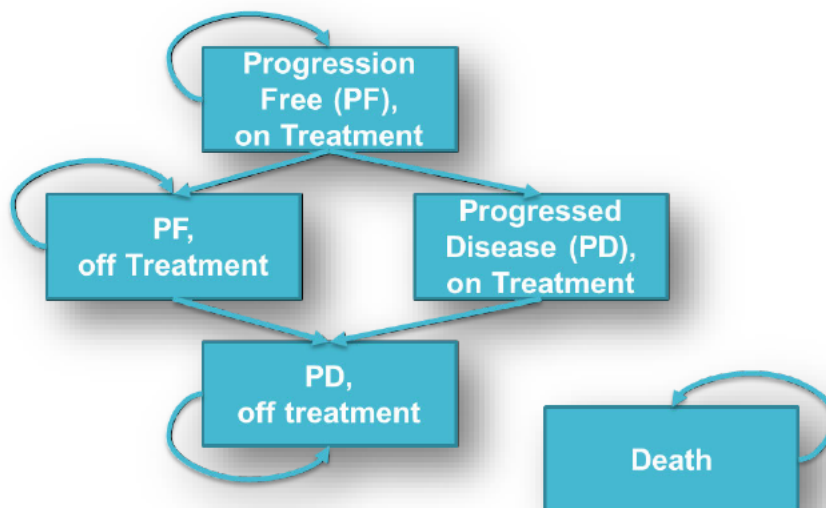 Progression
Free (PF),
on Treatment
PF,
off Treatment
Progressed
Disease (PD),
on Treatment
PD,
off treatment
Death